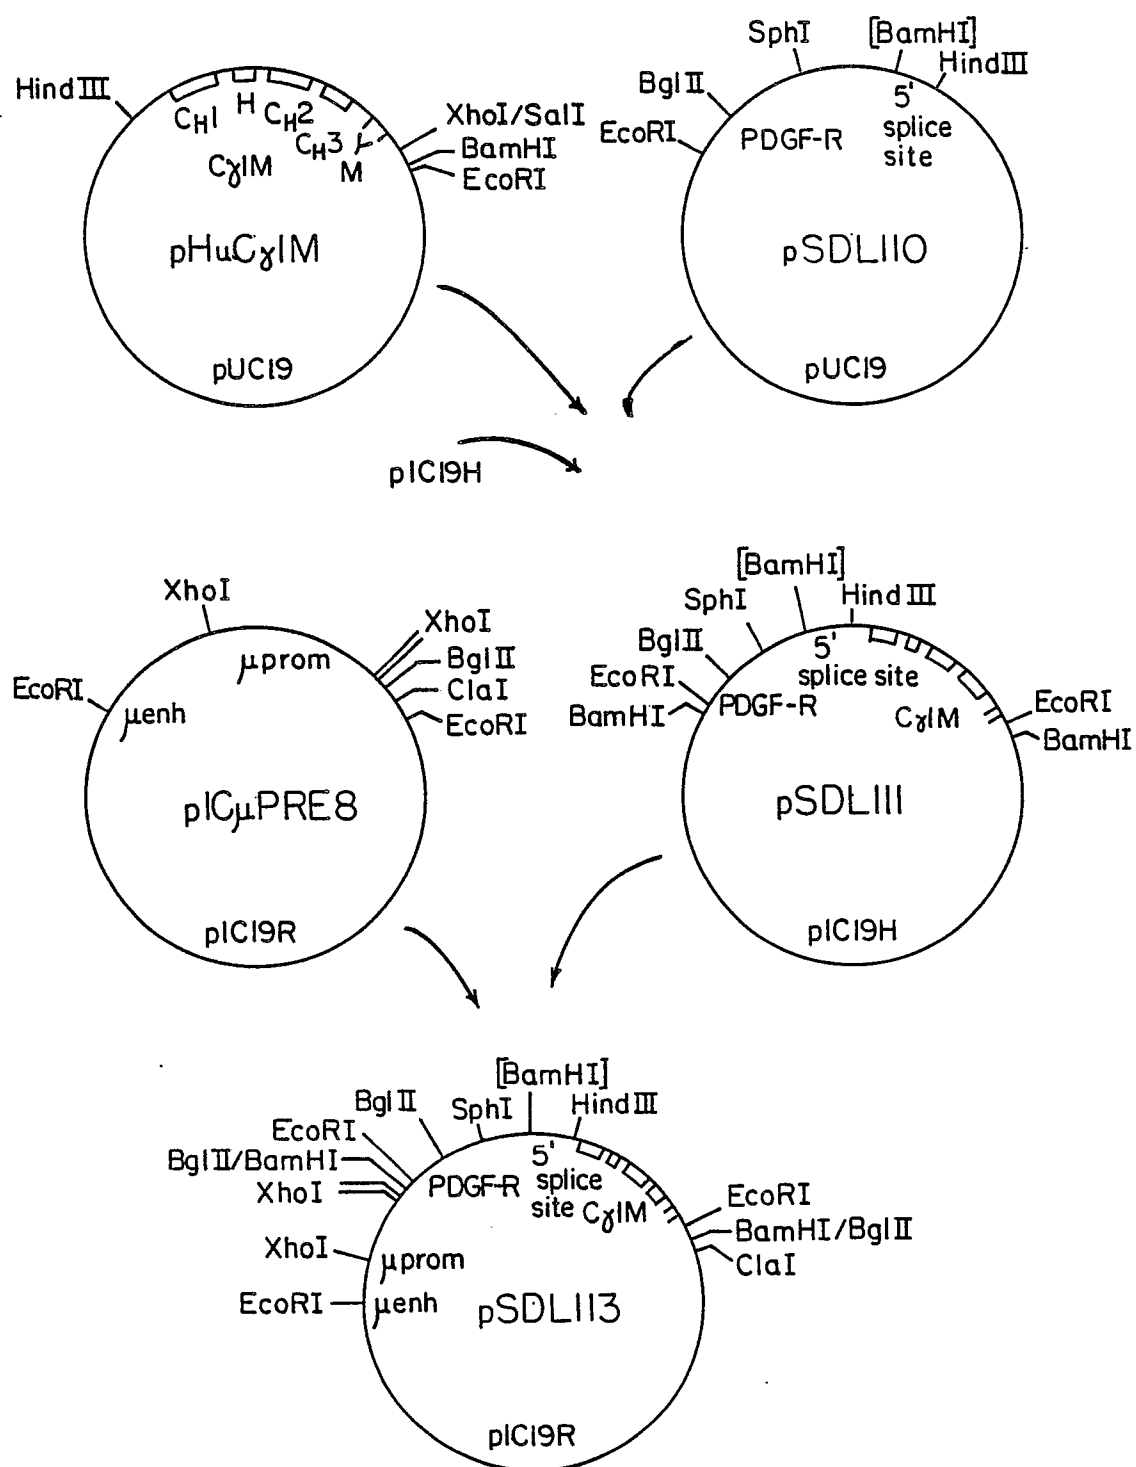 HindIII
CH1
H
CH2
CH3
M
CγIM
XhoI/SalI
BamHI
EcoRI
pHuCγIM
pUC19
SphI
[BamHI]
HindIII
BglII
EcoRI
PDGF-R
5'
splice
site
pSDL110
pUC19
pIC19H
XhoI
μprom
XhoI
BglII
ClaI
EcoRI
EcoRI
μenh
pICμPRE8
pIC19R
[BamHI]
SphI
HindIII
BglII
EcoRI
BamHI
PDGF-R
5'
splice site
CγIM
EcoRI
BamHI
pSDL111
pIC19H
[BamHI]
BglII
SphI
HindIII
EcoRI
BglII/BamHI
XhoI
PDGF-R
5'
splice
site
CγIM
EcoRI
BamHI/BglII
ClaI
XhoI
μprom
EcoRI
μenh
pSDL113
pIC19R